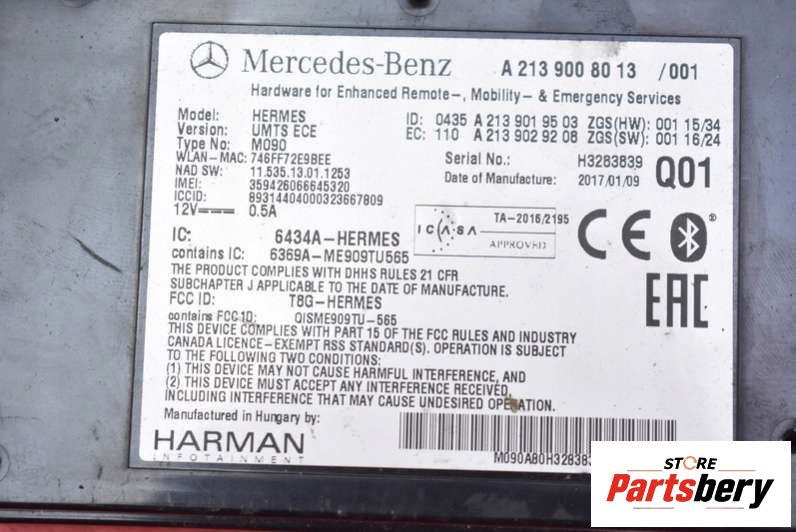 Mercedes-Benz A 213 900 80 13 /001
Hardware for Enhanced Remote-, Mobility- & Emergency Services
Model: HERMES ID: 0435 A 213 901 95 03 ZGS(HW): 001 15/34
Version: UMTS ECE EC: 110 A 213 902 92 08 ZGS(SW): 001 16/24
Type No: M090
WLAN-MAC: 746FF72E9BEE Serial No.: H3283839 Q01
NAD SW: 11.535.13.01.1253 Date of Manufacture: 2017/01/09
IMEI: 359426066645320
ICCID: 89314404000323667809
12V 0.5A
ICASA TA-2016/2195
APPROVED
CE
IC: 6434A-HERMES
contains IC: 6369A-ME909TU565
THE PRODUCT COMPLIES WITH DHHS RULES 21 CFR
SUBCHAPTER J APPLICABLE TO THE DATE OF MANUFACTURE.
FCC ID: T8G-HERMES
contains FCC ID: QISME909TU-565
EAC
THIS DEVICE COMPLIES WITH PART 15 OF THE FCC RULES AND INDUSTRY
CANADA LICENCE-EXEMPT RSS STANDARD(S). OPERATION IS SUBJECT
TO THE FOLLOWING TWO CONDITIONS:
(1) THIS DEVICE MAY NOT CAUSE HARMFUL INTERFERENCE, AND
(2) THIS DEVICE MUST ACCEPT ANY INTERFERENCE RECEIVED,
INCLUDING INTERFERENCE THAT MAY CAUSE UNDESIRED OPERATION.
Manufactured in Hungary by:
HARMAN
INFOTAINMENT
STORE
Partsbery